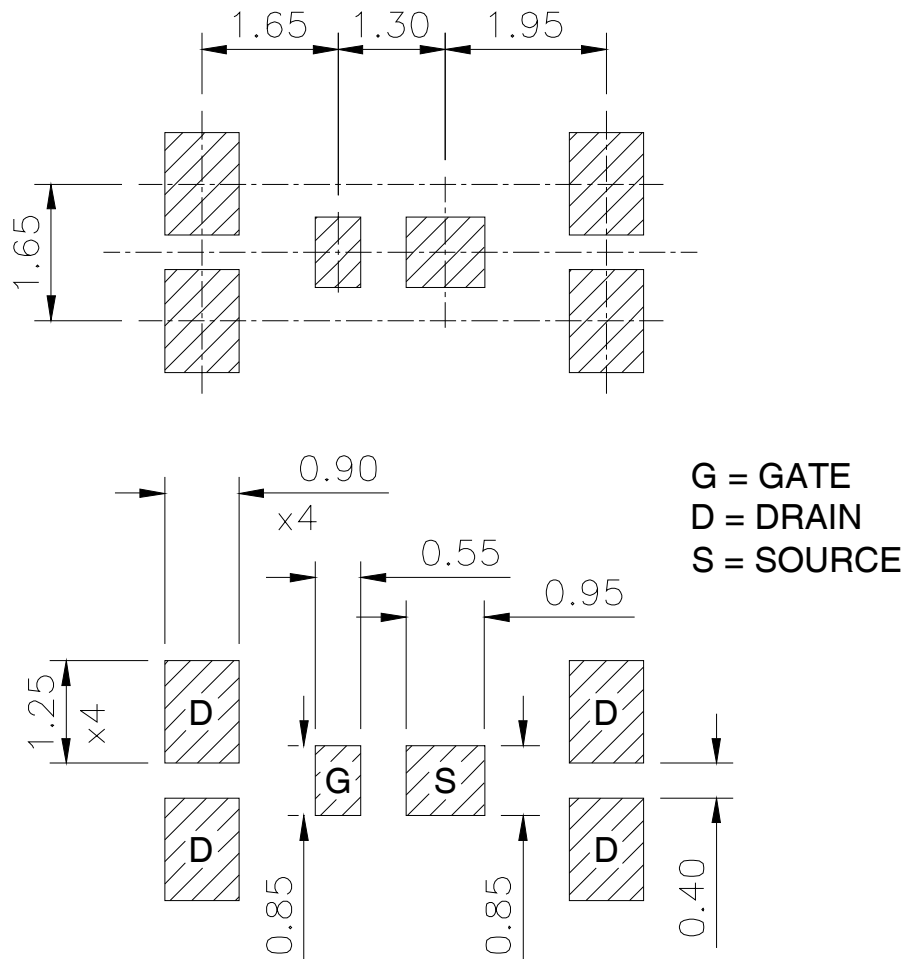 1.65 1.30 1.95
1.65
0.90
x4
G = GATE
D = DRAIN
S = SOURCE
0.55
0.95
1.25
x4
D D
G S
D D
0.85 0.85 0.40